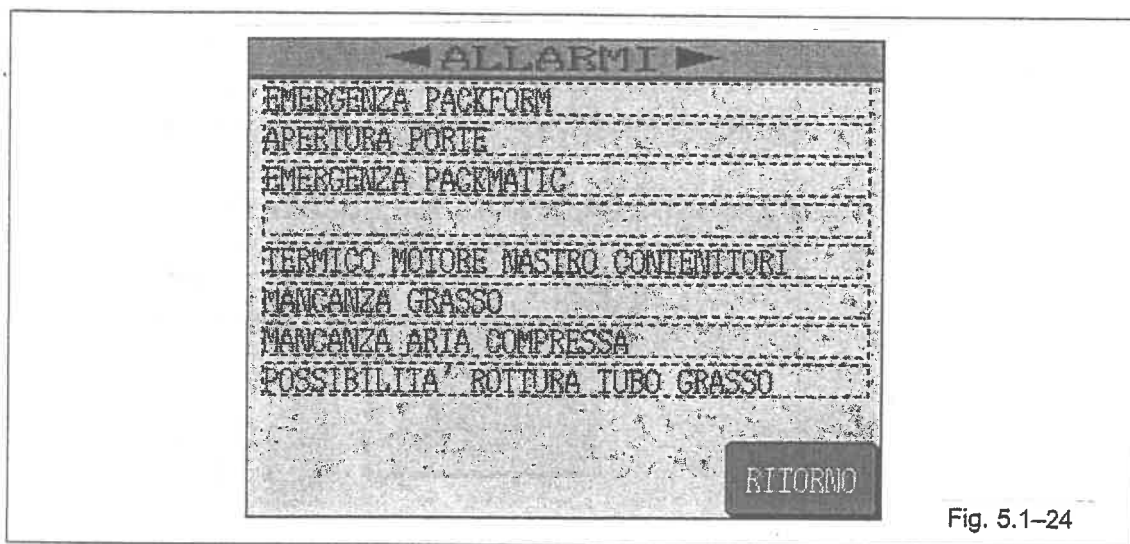 ALLARMI
EMERGENZA PACKFORM
APERTURA PORTE
EMERGENZA PACKMATIC
TERMICO MOTORE NASTRO CONTENITORI
MANCANZA GRASSO
MANCANZA ARIA COMPRESSA
POSSIBILITA' ROTTURA TUBO GRASSO
RITORNO
Fig. 5.1–24